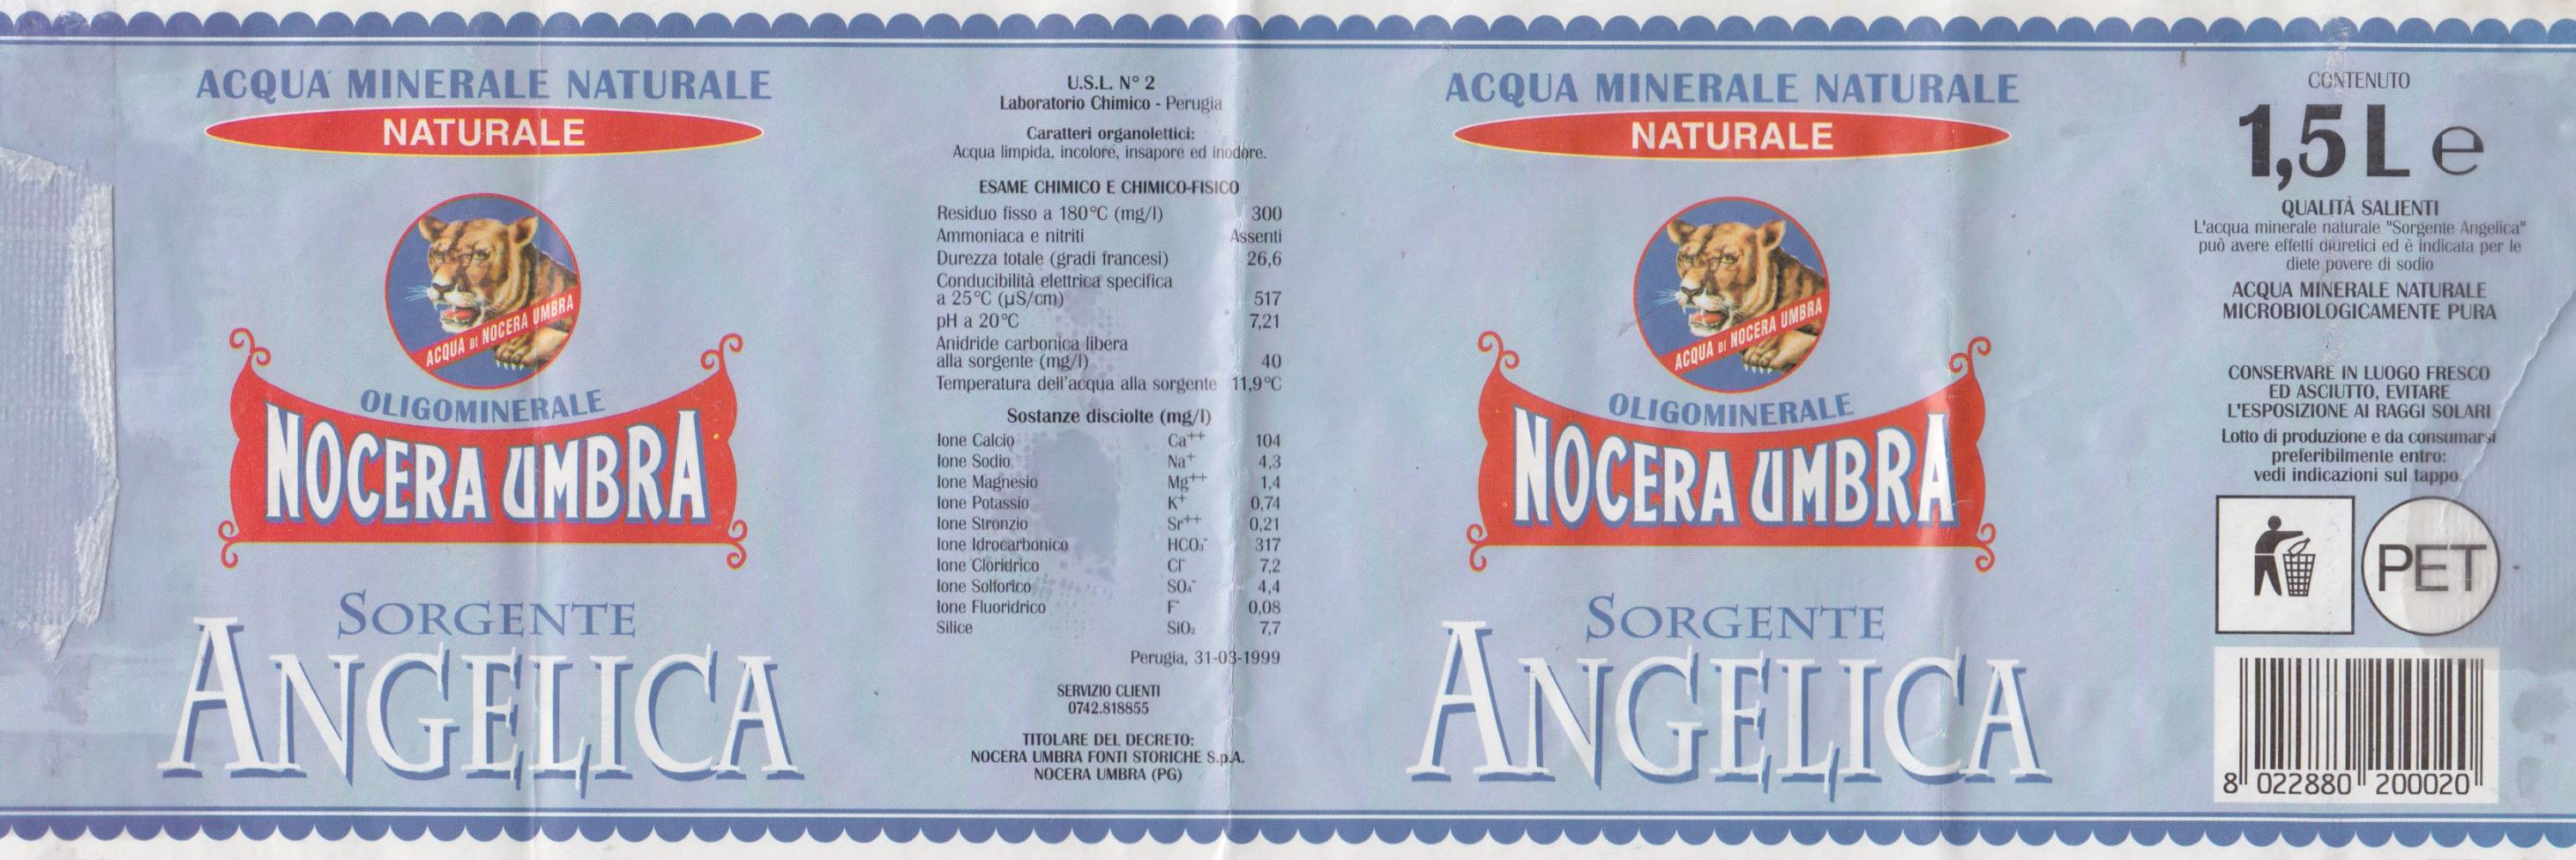 ACQUA MINERALE NATURALE
NATURALE
ACQUA DI NOCERA UMBRA
OLIGOMINERALE
NOCERA UMBRA
SORGENTE
ANGELICA
U.S.L. N° 2
Laboratorio Chimico - Perugia
Caratteri organolettici:
Acqua limpida, incolore, insapore ed inodore.
ESAME CHIMICO E CHIMICO-FISICO
Residuo fisso a 180°C (mg/l) 300
Ammoniaca e nitriti Assenti
Durezza totale (gradi francesi) 26,6
Conducibilità elettrica specifica
a 25°C (µS/cm) 517
pH a 20°C 7,21
Anidride carbonica libera
alla sorgente (mg/l) 40
Temperatura dell'acqua alla sorgente 11,9°C
Sostanze disciolte (mg/l)
Ione Calcio Ca++ 104
Ione Sodio Na+ 4,3
Ione Magnesio Mg++ 1,4
Ione Potassio K+ 0,74
Ione Stronzio Sr++ 0,21
Ione Idrocarbonico HCO₃⁻ 317
Ione Cloridrico Cl⁻ 7,2
Ione Solforico SO₄⁻ 4,4
Ione Fluoridrico F⁻ 0,08
Silice SiO₂ 7,7
Perugia, 31-03-1999
SERVIZIO CLIENTI
0742.818855
TITOLARE DEL DECRETO:
NOCERA UMBRA FONTI STORICHE S.p.A.
NOCERA UMBRA (PG)
ACQUA MINERALE NATURALE
NATURALE
ACQUA DI NOCERA UMBRA
OLIGOMINERALE
NOCERA UMBRA
SORGENTE
ANGELICA
CONTENUTO
1,5 L e
QUALITÀ SALIENTI
L'acqua minerale naturale "Sorgente Angelica"
può avere effetti diuretici ed è indicata per le
diete povere di sodio
ACQUA MINERALE NATURALE
MICROBIOLOGICAMENTE PURA
CONSERVARE IN LUOGO FRESCO
ED ASCIUTTO, EVITARE
L'ESPOSIZIONE AI RAGGI SOLARI
Lotto di produzione e da consumarsi
preferibilmente entro:
vedi indicazioni sul tappo.
PET
8 022880 200020